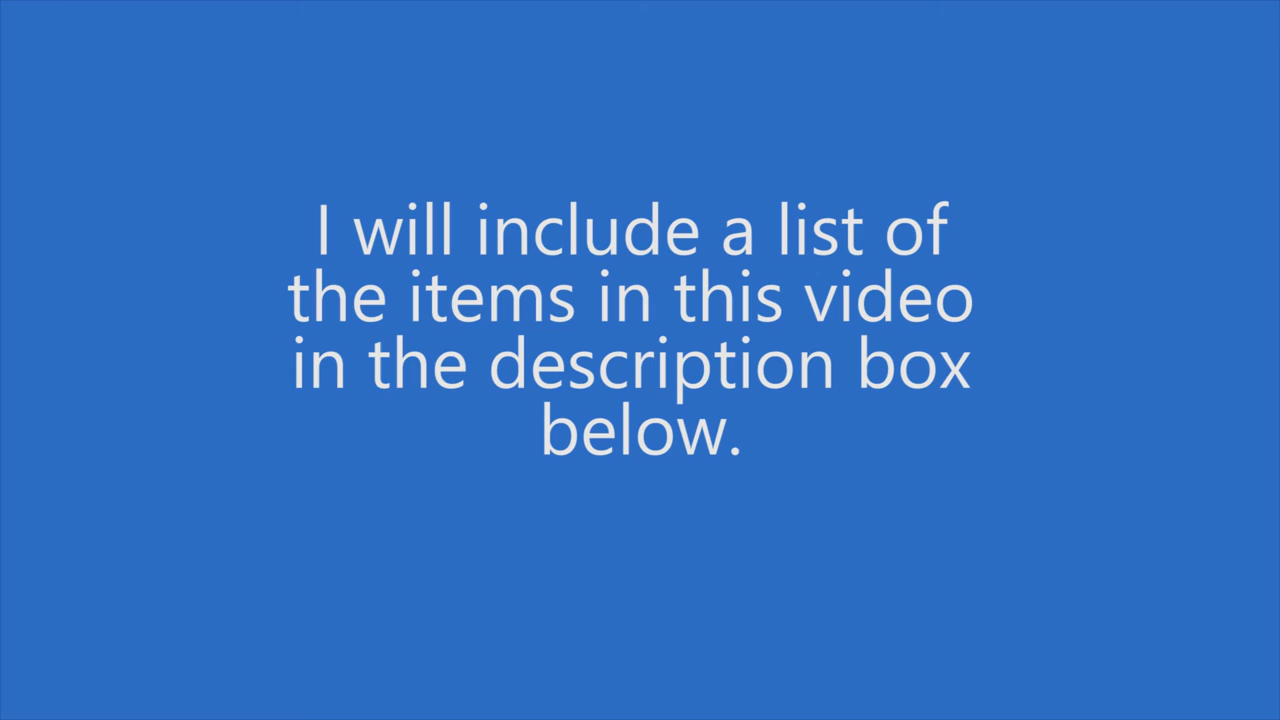 I will include a list of
the items in this video
in the description box
below.